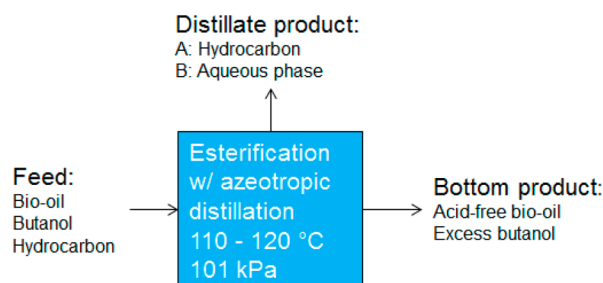 Distillate product:
A: Hydrocarbon
B: Aqueous phase
Feed:
Bio-oil
Butanol
Hydrocarbon
Esterification
w/ azeotropic
distillation
110 - 120 °C
101 kPa
Bottom product:
Acid-free bio-oil
Excess butanol